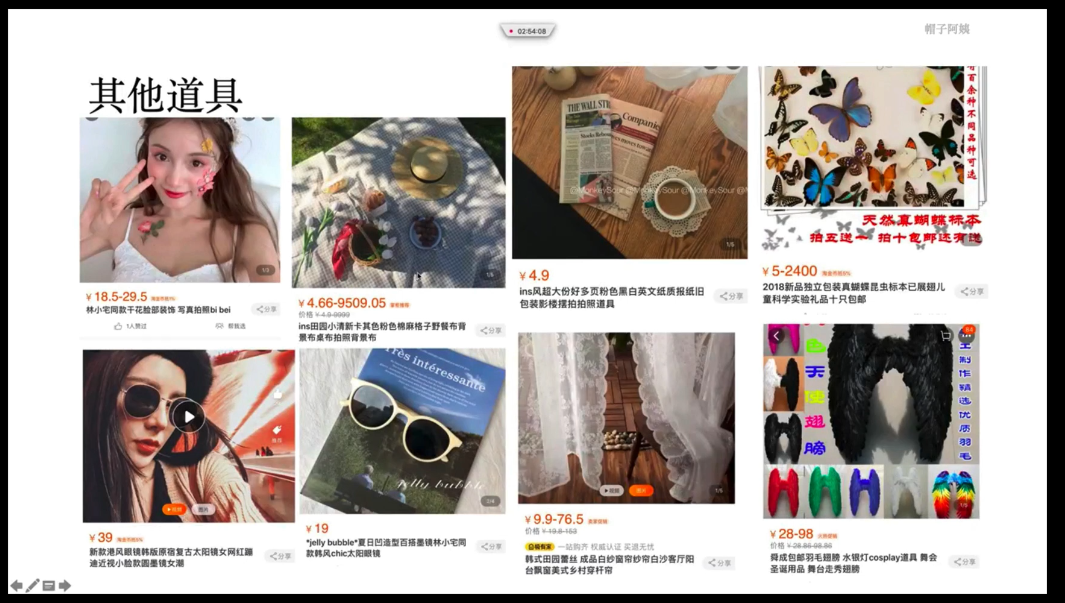 02:54:08
帽子阿姨
其他道具
1/3
¥ 18.5-29.5
林小宅同款干花脸部装饰 写真拍照bi bei
分享
1人赞过
帮我选
1/5
¥ 4.66-9509.05
价格 ¥ 4.9-9999
ins田园小清新卡其色粉色棉麻格子野餐布背
景布桌布拍照背景布
分享
THE WALL STR
Companie
@MonkeySour @MonkeySour @M
1/5
¥ 4.9
ins风超大份好多页粉色黑白英文纸质报纸旧
包装影楼摆拍拍照道具
分享
有百余种不同品种可选
天然真蝴蝶标本
拍五送一 拍十包邮还有送
¥ 5-2400
2018新品独立包装真蝴蝶昆虫标本已展翅儿
童科学实验礼品十只包邮
分享
视频
图片
¥ 39
新款港风眼镜韩版原宿复古太阳镜女网红蹦
迪近视小脸款圆墨镜女潮
分享
Très intéressante
jelly bubble
¥ 19
*jelly bubble*夏日凹造型百搭墨镜林小宅同
款韩风chic太阳眼镜
分享
视频
图片
1/5
¥ 9.9-76.5
价格 ¥ 19.8-153
一站购齐 权威认证 买退无忧
韩式田园蕾丝 成品白纱窗帘纱帘白沙客厅阳
台飘窗美式乡村穿杆帘
分享
色天使翅膀
制作精选优质羽毛
84
1/5
¥ 28-98
价格 ¥ 28.86-98.86
舜成包邮羽毛翅膀 水银灯cosplay道具 舞会
圣诞用品 舞台走秀翅膀
分享